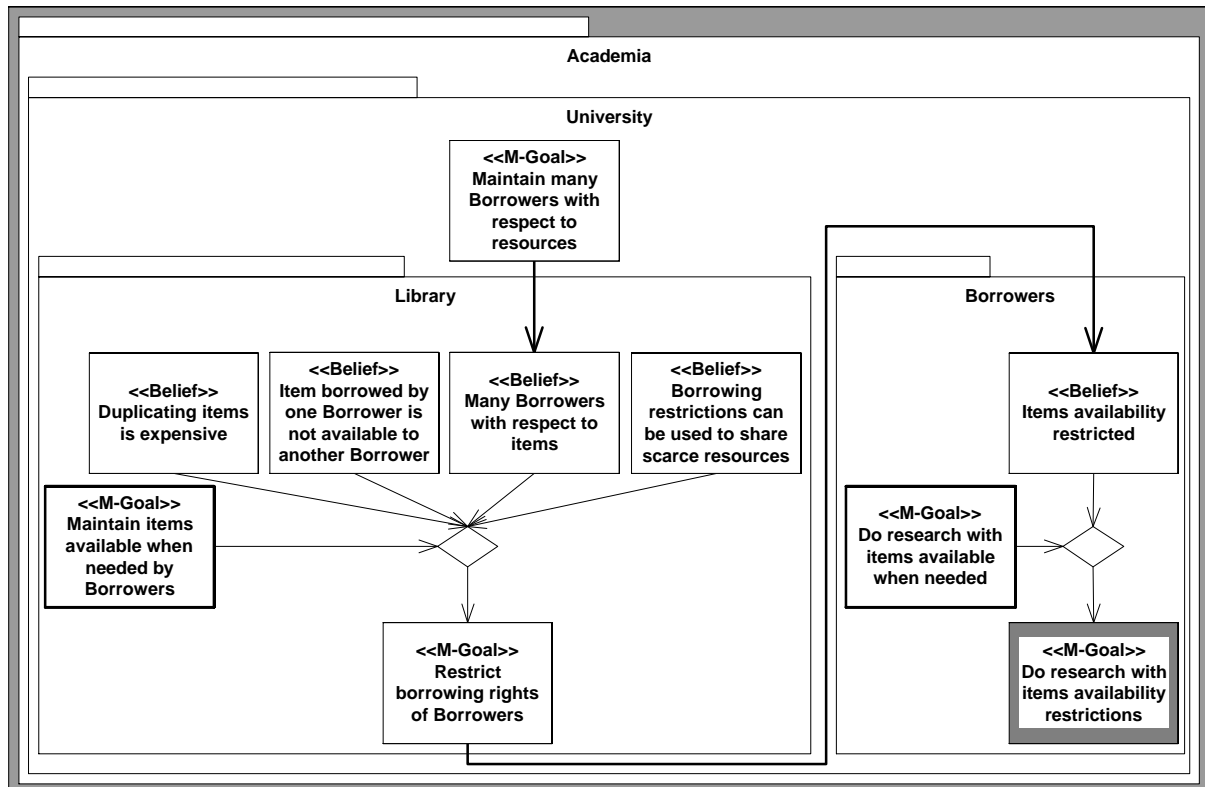 Academia
University
<<M-Goal>>
Maintain many
Borrowers with
respect to
resources
Library
Borrowers
<<Belief>>
Duplicating items
is expensive
<<Belief>>
Item borrowed by
one Borrower is
not available to
another Borrower
<<Belief>>
Many Borrowers
with respect to
items
<<Belief>>
Borrowing
restrictions can
be used to share
scarce resources
<<Belief>>
Items availability
restricted
<<M-Goal>>
Maintain items
available when
needed by
Borrowers
<<M-Goal>>
Do research with
items available
when needed
<<M-Goal>>
Restrict
borrowing rights
of Borrowers
<<M-Goal>>
Do research with
items availability
restrictions